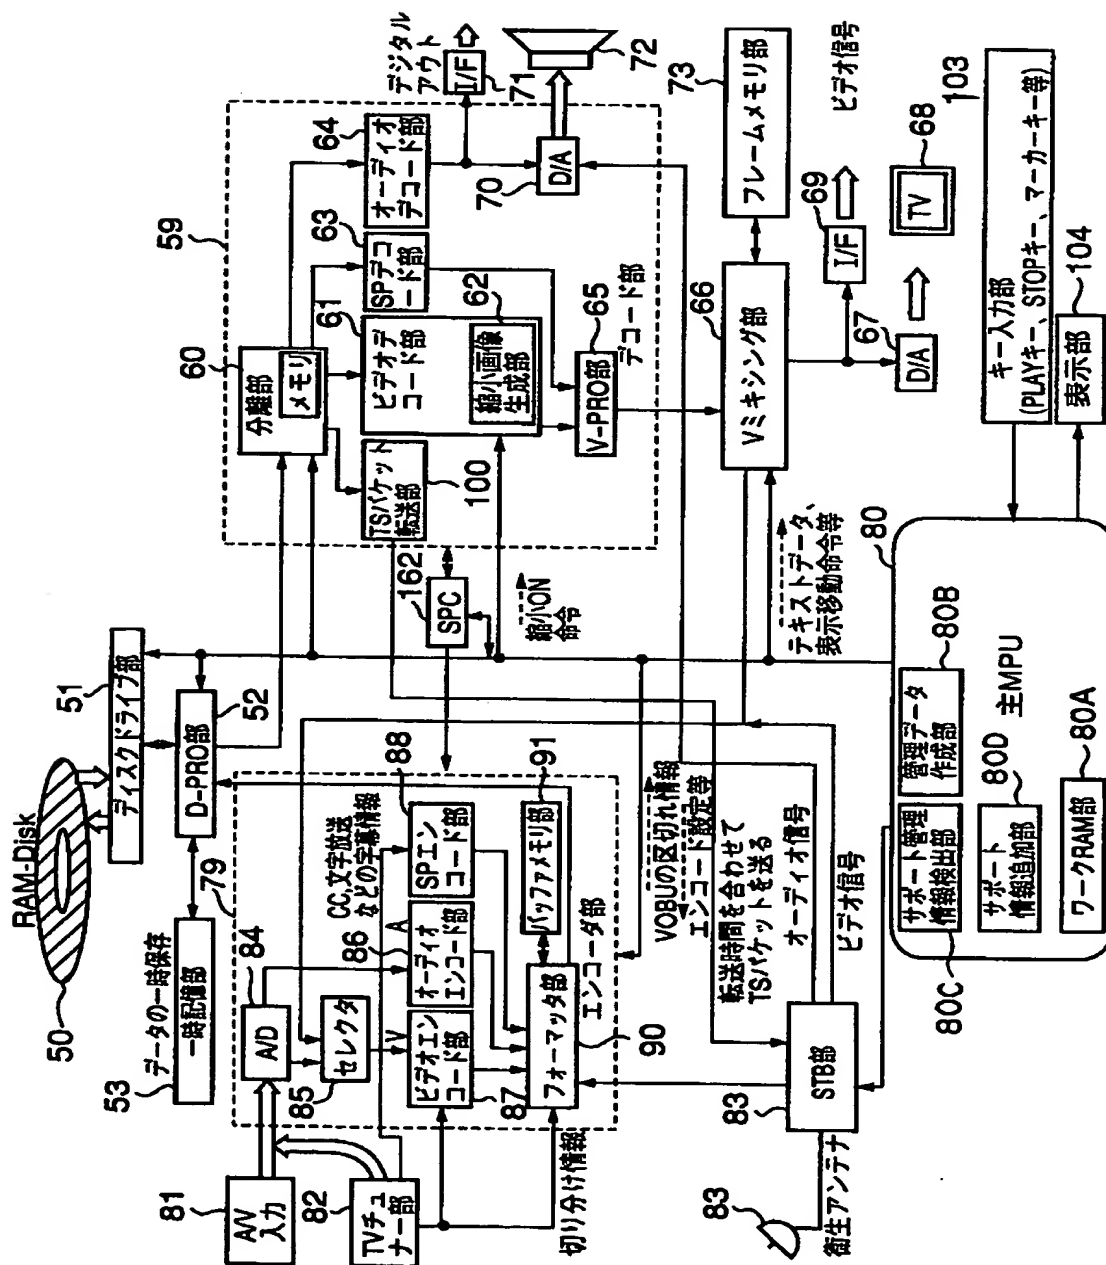 RAM-Disk
50
ディスクドライブ部
51
D-PRO部
52
データの一時保存
一時記憶部
53
A/V
入力
81
TVチュ
ーナー部
82
79
A/D
84
セレクタ
85
CC,文字放送
などの字幕情報
V
A
ビデオエン
コード部
87
オーディオ
エンコード部
86
SPエン
コード部
88
フォーマッタ部
90
バッファメモリ部
91
エンコーダ部
切り分け情報
SPC
162
縮小ON
命令
59
分離部
メモリ
60
TSパケット
転送部
100
ビデオデ
コード部
61
縮小画像
生成部
62
SPデコ
ード部
63
オーディオ
デコード部
64
V-PRO部
65
デコード部
D/A
70
デジタル
アウト
I/F
71
72
Vミキシング部
66
フレームメモリ部
73
D/A
67
I/F
69
ビデオ信号
TV
68
VOBUの区切れ情報
エンコード設定等
転送時間を合わせて
TSパケットを送る
オーディオ信号
ビデオ信号
テキストデータ、
表示移動命令等
衛生アンテナ
83
STB部
83
80
主MPU
サポート管理
情報検出部
80C
管理データ
作成部
80B
サポート
情報追加部
80D
ワークRAM部
80A
キー入力部
(PLAYキー、STOPキー、マーカーキー等)
103
表示部
104